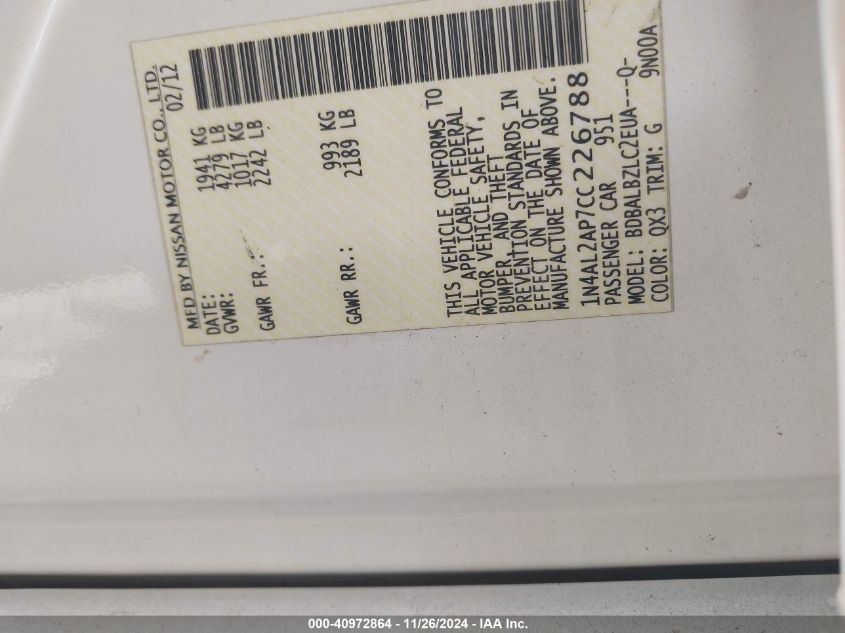 MFD BY NISSAN MOTOR CO., LTD.
DATE: 02/12
GVWR: 1941 KG
4279 LB
GAWR FR.: 1017 KG
2242 LB
GAWR RR.: 993 KG
2189 LB
THIS VEHICLE CONFORMS TO
ALL APPLICABLE FEDERAL
MOTOR VEHICLE SAFETY,
BUMPER, AND THEFT
PREVENTION STANDARDS IN
EFFECT ON THE DATE OF
MANUFACTURE SHOWN ABOVE.
1N4AL2AP7CC226788
PASSENGER CAR 951
MODEL: BDBALBZLC2EUA---Q-
COLOR: QX3 TRIM: G 9N00A
000-40972864 - 11/26/2024 - IAA Inc.